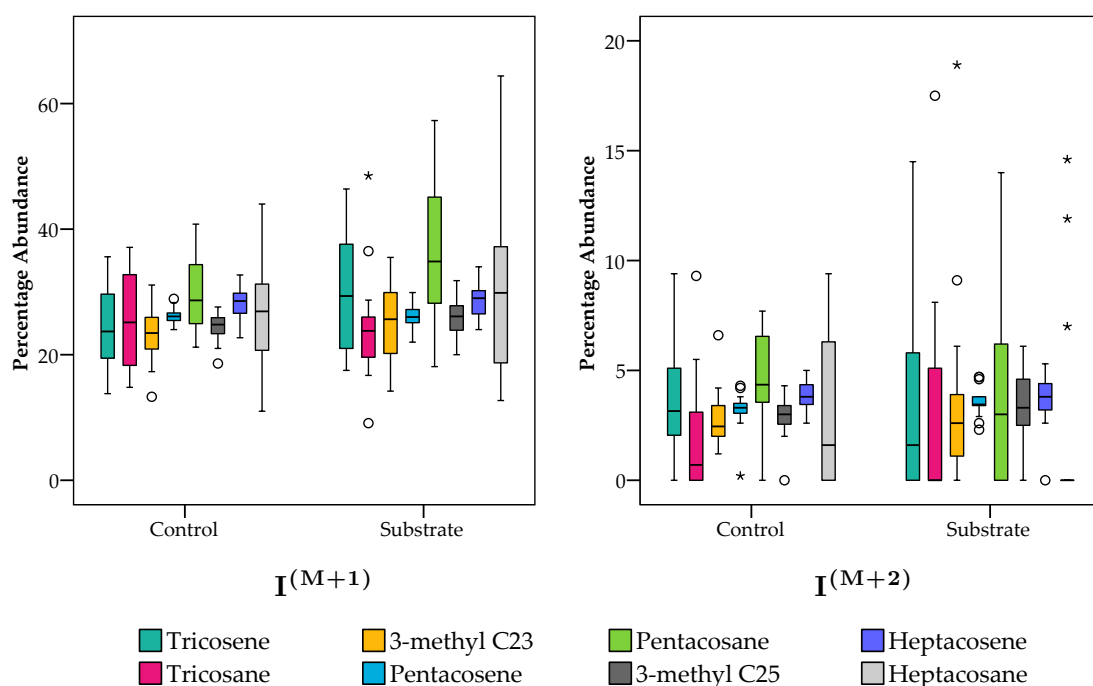 Percentage Abundance
60
40
20
0
Control
Substrate
I(M+1)
Percentage Abundance
20
15
10
5
0
Control
Substrate
I(M+2)
Tricosene
3-methyl C23
Pentacosane
Heptacosene
Tricosane
Pentacosene
3-methyl C25
Heptacosane